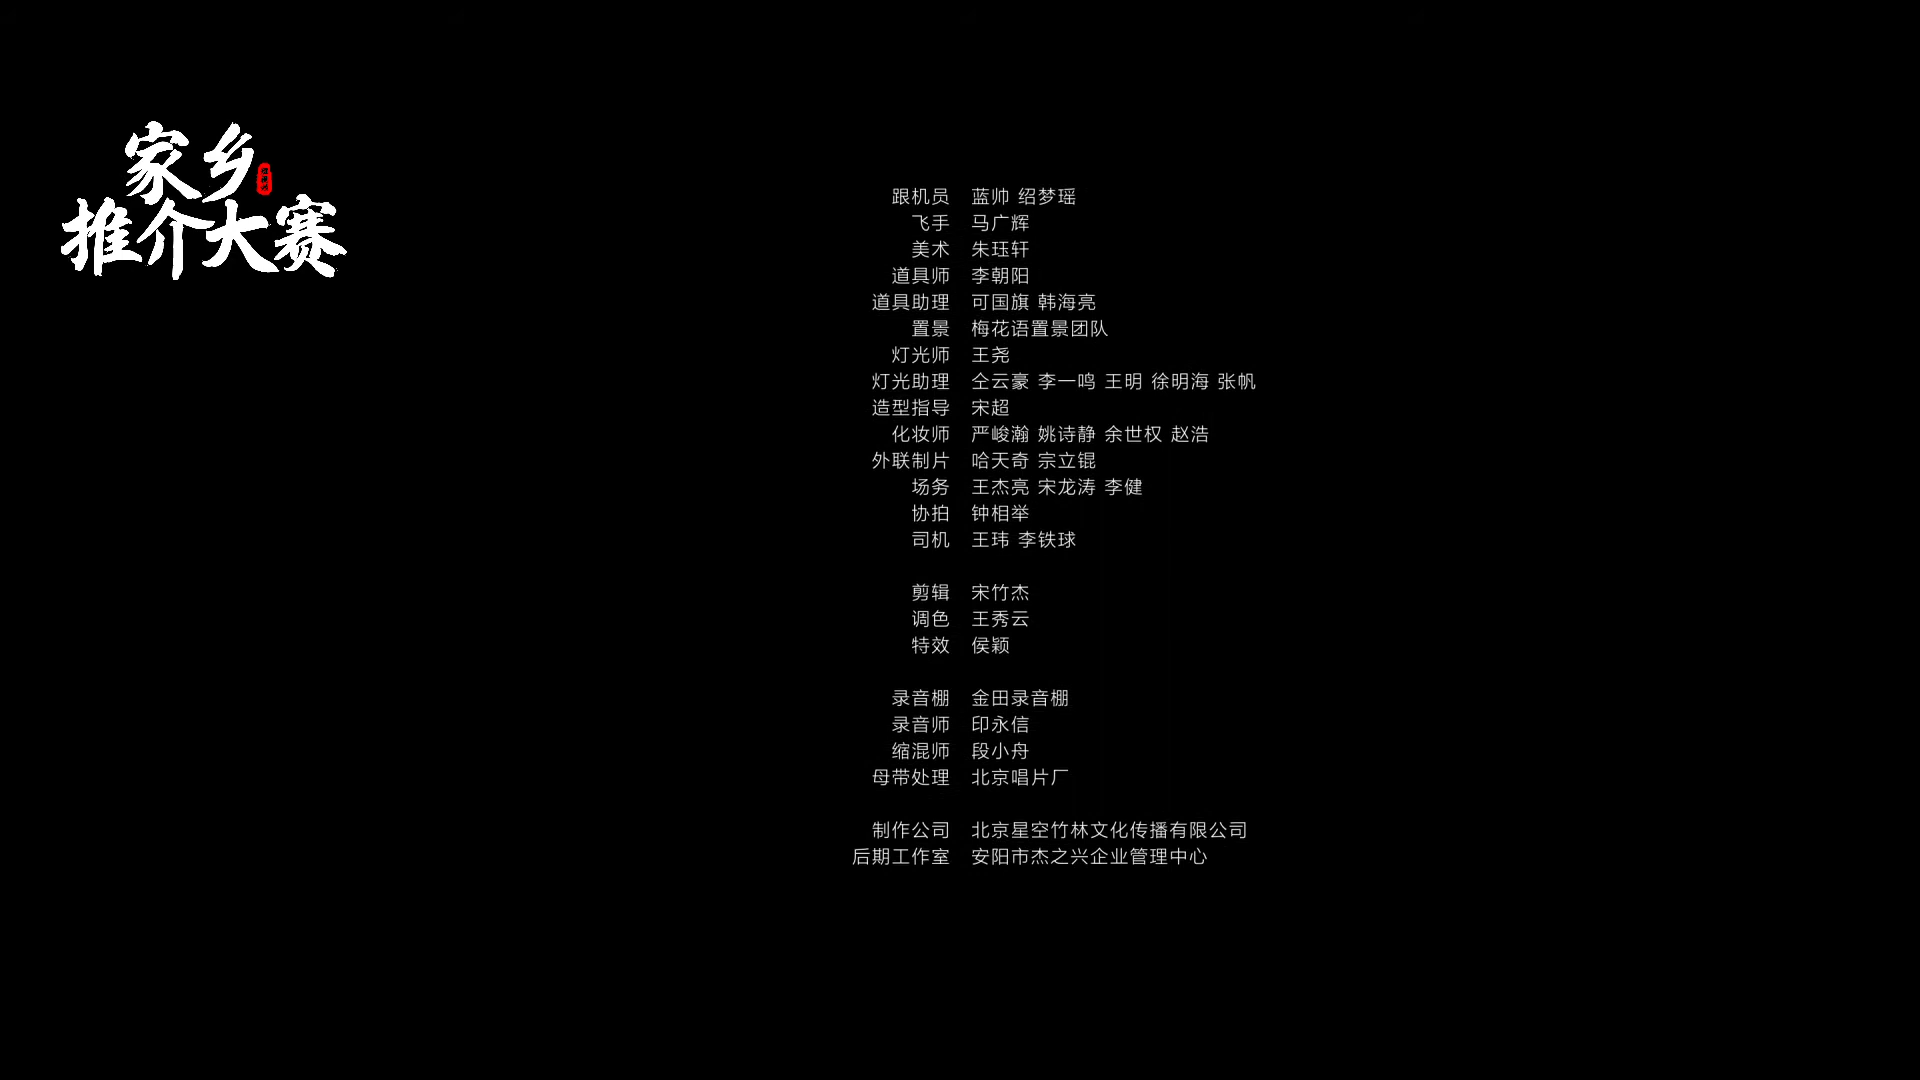 家乡
推介大赛
跟机员 蓝帅 绍梦瑶
飞手 马广辉
美术 朱珏轩
道具师 李朝阳
道具助理 可国旗 韩海亮
置景 梅花语置景团队
灯光师 王尧
灯光助理 仝云豪 李一鸣 王明 徐明海 张帆
造型指导 宋超
化妆师 严峻瀚 姚诗静 余世权 赵浩
外联制片 哈天奇 宗立锟
场务 王杰亮 宋龙涛 李健
协拍 钟相举
司机 王玮 李铁球
剪辑 宋竹杰
调色 王秀云
特效 侯颖
录音棚 金田录音棚
录音师 印永信
缩混师 段小舟
母带处理 北京唱片厂
制作公司 北京星空竹林文化传播有限公司
后期工作室 安阳市杰之兴企业管理中心